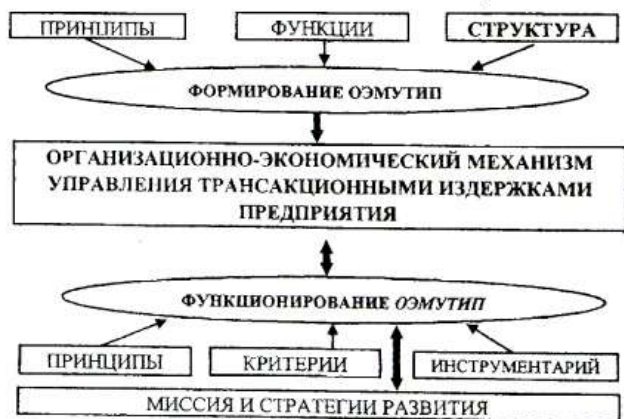 ПРИНЦИПЫ ФУНКЦИИ СТРУКТУРА
ФОРМИРОВАНИЕ ОЭМУТИП
ОРГАНИЗАЦИОННО-ЭКОНОМИЧЕСКИЙ МЕХАНИЗМ
УПРАВЛЕНИЯ ТРАНСАКЦИОННЫМИ ИЗДЕРЖКАМИ
ПРЕДПРИЯТИЯ
ФУНКЦИОНИРОВАНИЕ ОЭМУТИП
ПРИНЦИПЫ КРИТЕРИИ ИНСТРУМЕНТАРИЙ
МИССИЯ И СТРАТЕГИИ РАЗВИТИЯ